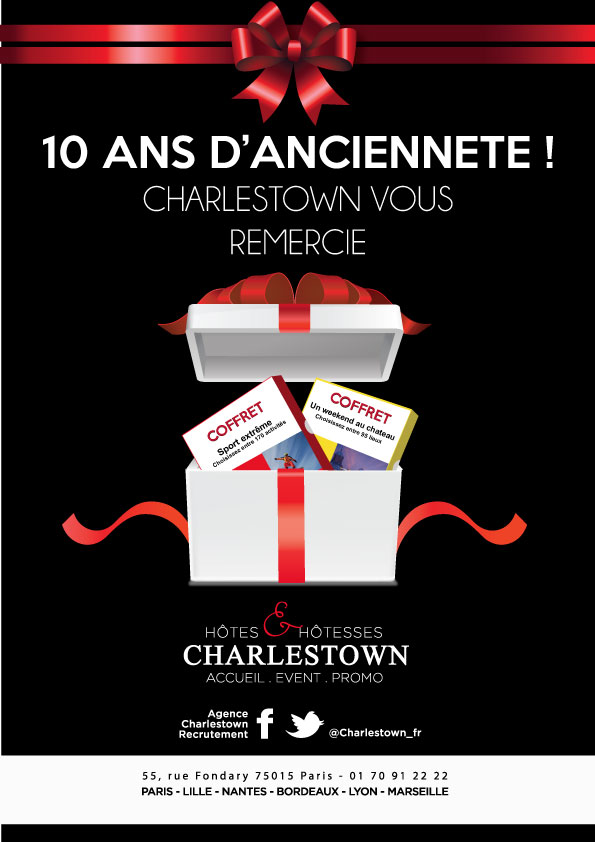 10 ANS D'ANCIENNETE !
CHARLESTOWN VOUS
REMERCIE
COFFRET
Sport extrême
Choisissez entre 170 activités
COFFRET
Un weekend au chateau
Choisissez entre 55 lieux
HÔTES & HÔTESSES
CHARLESTOWN
ACCUEIL . EVENT . PROMO
Agence
Charlestown
Recrutement
@Charlestown_fr
55, rue Fondary 75015 Paris - 01 70 91 22 22
PARIS - LILLE - NANTES - BORDEAUX - LYON - MARSEILLE